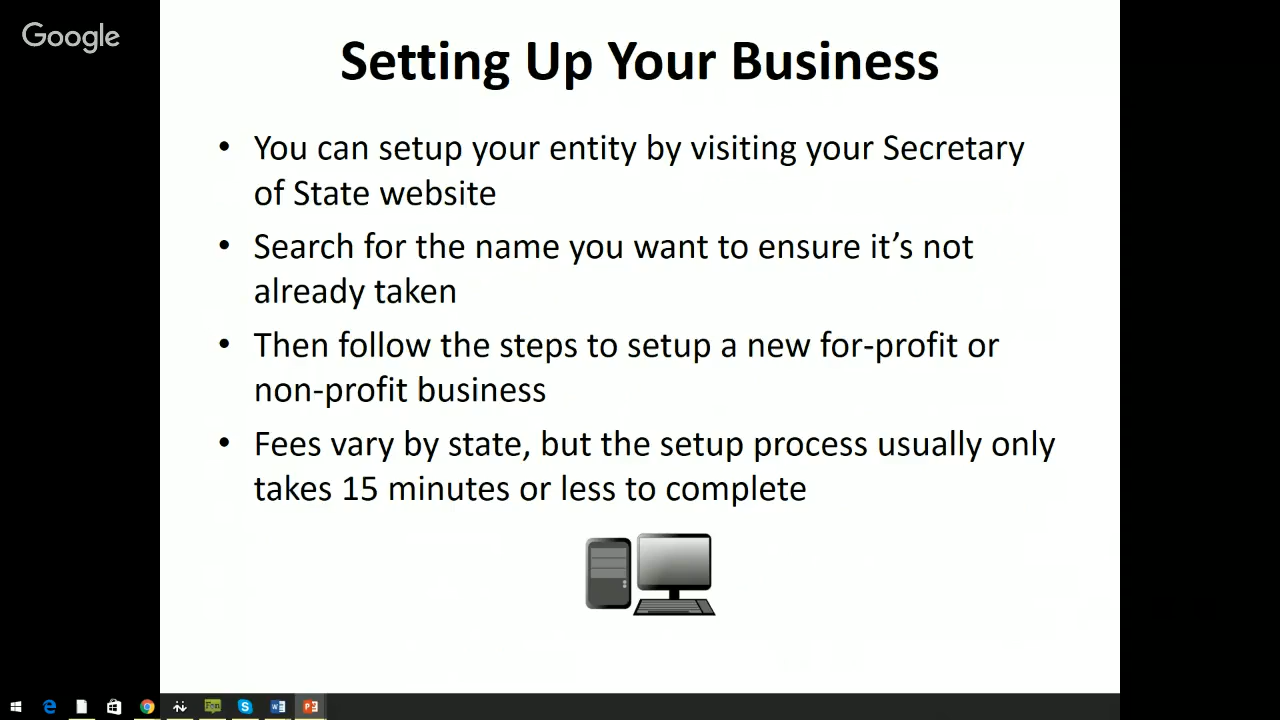 Google
Setting Up Your Business
• You can setup your entity by visiting your Secretary
of State website
• Search for the name you want to ensure it’s not
already taken
• Then follow the steps to setup a new for-profit or
non-profit business
• Fees vary by state, but the setup process usually only
takes 15 minutes or less to complete